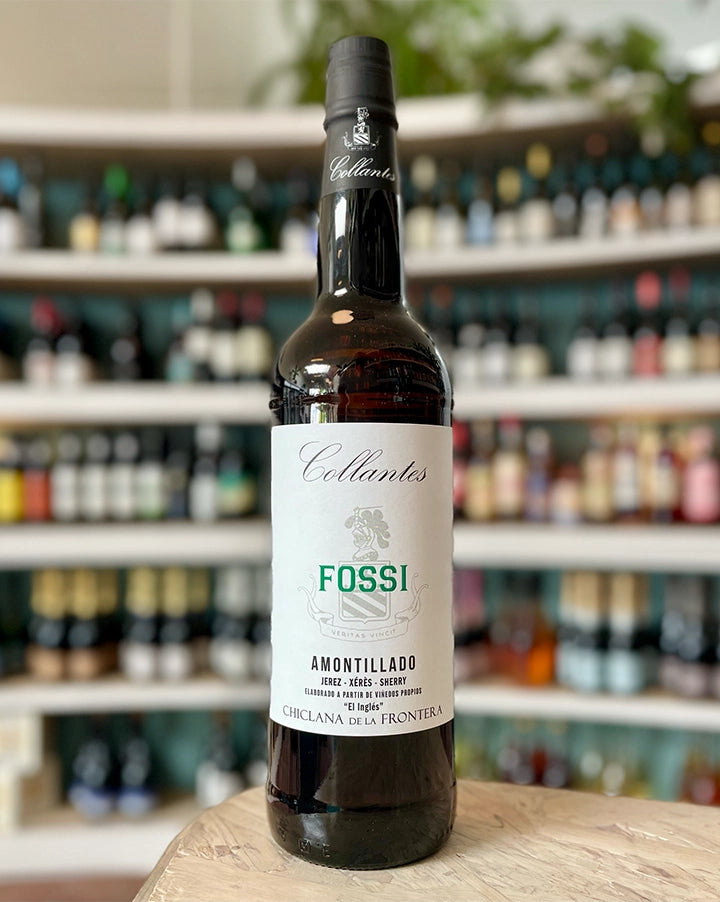 Collantes
Collantes
FOSSI
VERITAS VINCIT
AMONTILLADO
JEREZ - XÉRÈS - SHERRY
ELABORADO A PARTIR DE VIÑEDOS PROPIOS
"El Inglés"
CHICLANA DE LA FRONTERA